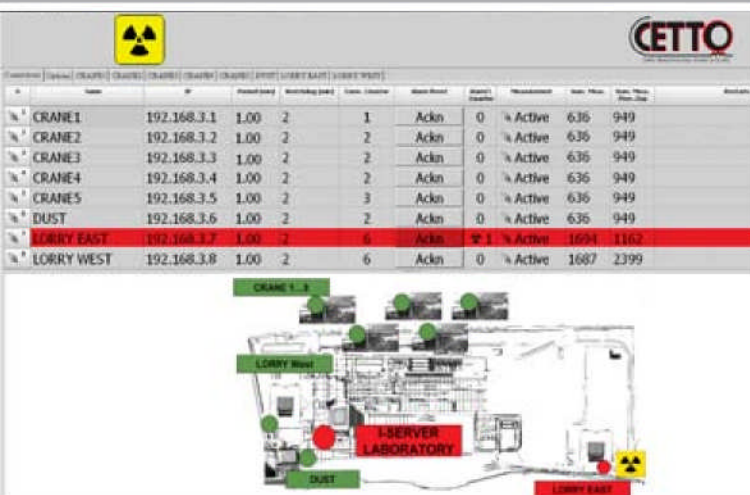 CETTO
Name IP
CRANE1 192.168.3.1 1.00 2 1 Ackn 0 Active 636 949
CRANE2 192.168.3.2 1.00 2 2 Ackn 0 Active 636 949
CRANE3 192.168.3.3 1.00 2 2 Ackn 0 Active 636 949
CRANE4 192.168.3.4 1.00 2 2 Ackn 0 Active 636 949
CRANE5 192.168.3.5 1.00 2 3 Ackn 0 Active 636 949
DUST 192.168.3.6 1.00 2 2 Ackn 0 Active 636 949
LORRY EAST 192.168.3.7 1.00 2 6 Ackn 1 Active 1694 1162
LORRY WEST 192.168.3.8 1.00 2 6 Ackn 0 Active 1687 2399
CRANE 1...5
LORRY West
I-SERVER
LABORATORY
DUST
LORRY EAST